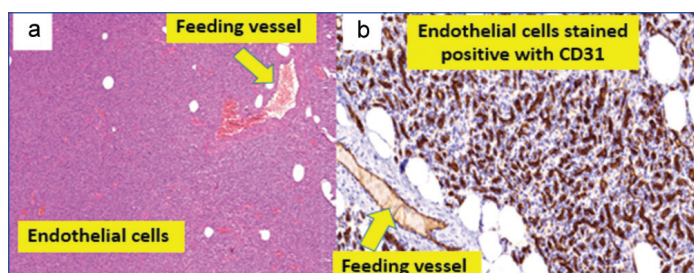 a
Feeding vessel
Endothelial cells
b
Endothelial cells stained
positive with CD31
Feeding vessel